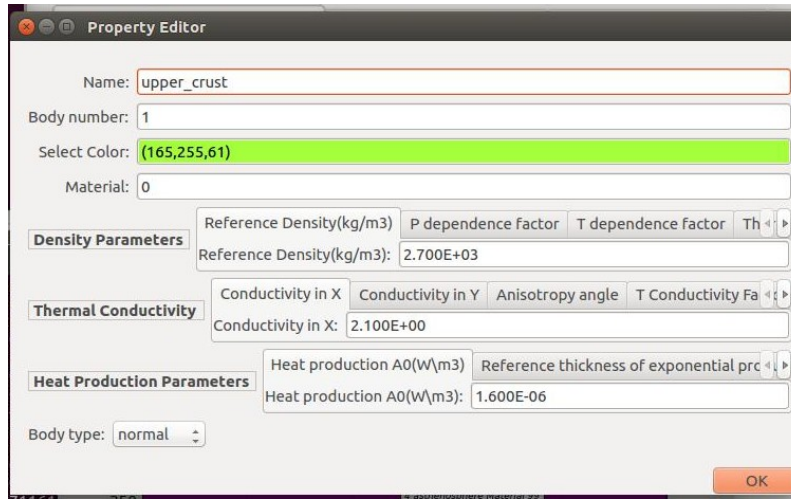 Property Editor
Name: upper_crust
Body number: 1
Select Color: (165,255,61)
Material: 0
Reference Density(kg/m3) P dependence factor T dependence factor
Density Parameters
Reference Density(kg/m3): 2.700E+03
Conductivity in X Conductivity in Y Anisotropy angle T Conductivity
Thermal Conductivity
Conductivity in X: 2.100E+00
Heat production A0(W\m3) Reference thickness of exponential
Heat Production Parameters
Heat production A0(W\m3): 1.600E-06
Body type: normal
OK